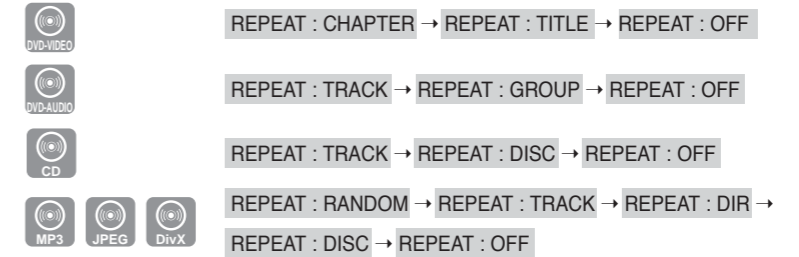 DVD-VIDEO REPEAT : CHAPTER → REPEAT : TITLE → REPEAT : OFF
DVD-AUDIO REPEAT : TRACK → REPEAT : GROUP → REPEAT : OFF
CD REPEAT : TRACK → REPEAT : DISC → REPEAT : OFF
MP3 JPEG DivX REPEAT : RANDOM → REPEAT : TRACK → REPEAT : DIR →
REPEAT : DISC → REPEAT : OFF